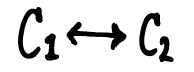 C₁ ↔ C₂